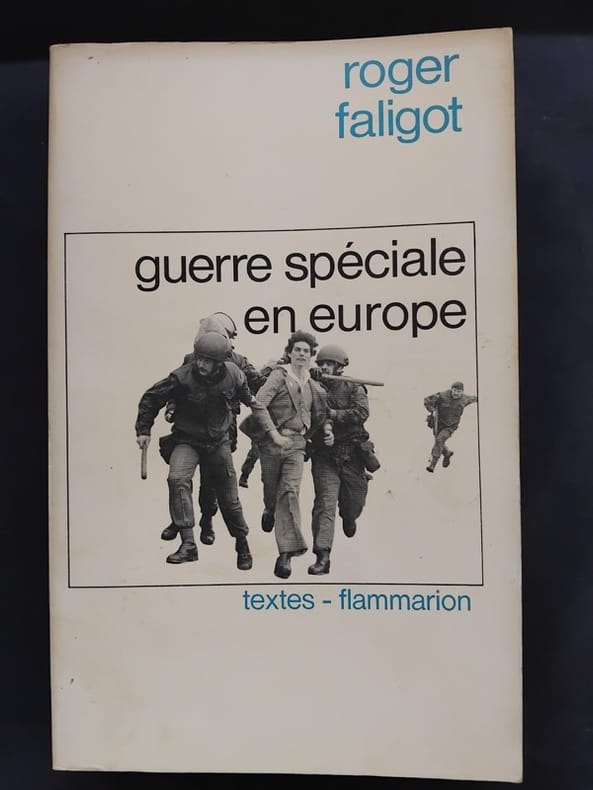 roger
faligot
guerre spéciale
en europe
textes - flammarion